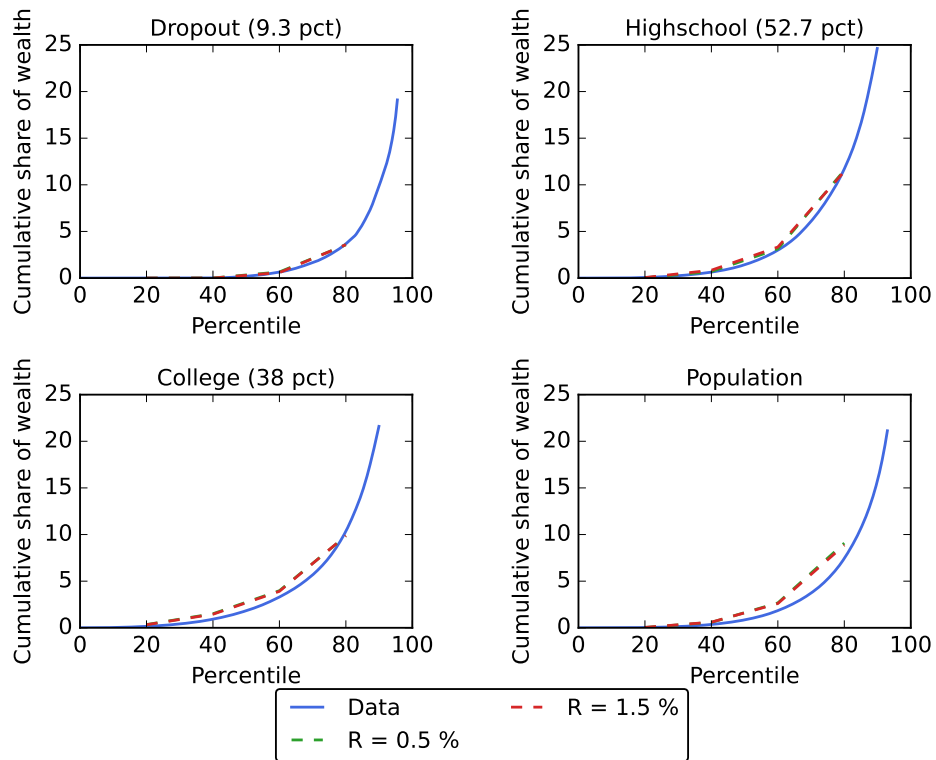 Dropout (9.3 pct)
Cumulative share of wealth
25
20
15
10
5
0
0 20 40 60 80 100
Percentile
Highschool (52.7 pct)
Cumulative share of wealth
25
20
15
10
5
0
0 20 40 60 80 100
Percentile
College (38 pct)
Cumulative share of wealth
25
20
15
10
5
0
0 20 40 60 80 100
Percentile
Population
Cumulative share of wealth
25
20
15
10
5
0
0 20 40 60 80 100
Percentile
Data
R = 0.5 %
R = 1.5 %